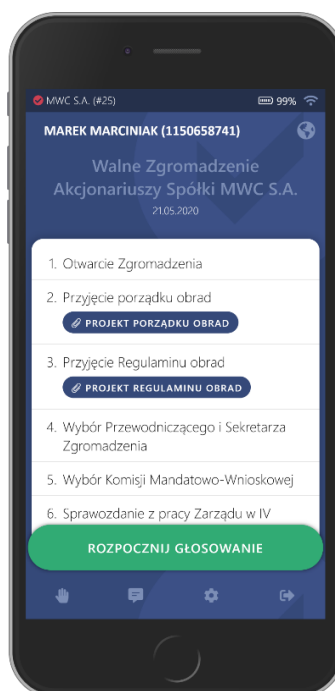 MWC S.A. (#25) 99%
MAREK MARCINIAK (1150658741)
Walne Zgromadzenie
Akcjonariuszy Spółki MWC S.A.
21.05.2020
1. Otwarcie Zgromadzenia
2. Przyjęcie porządku obrad
PROJEKT PORZĄDKU OBRAD
3. Przyjęcie Regulaminu obrad
PROJEKT REGULAMINU OBRAD
4. Wybór Przewodniczącego i Sekretarza
Zgromadzenia
5. Wybór Komisji Mandatowo-Wnioskowej
6. Sprawozdanie z pracy Zarządu w IV
ROZPOCZNIJ GŁOSOWANIE